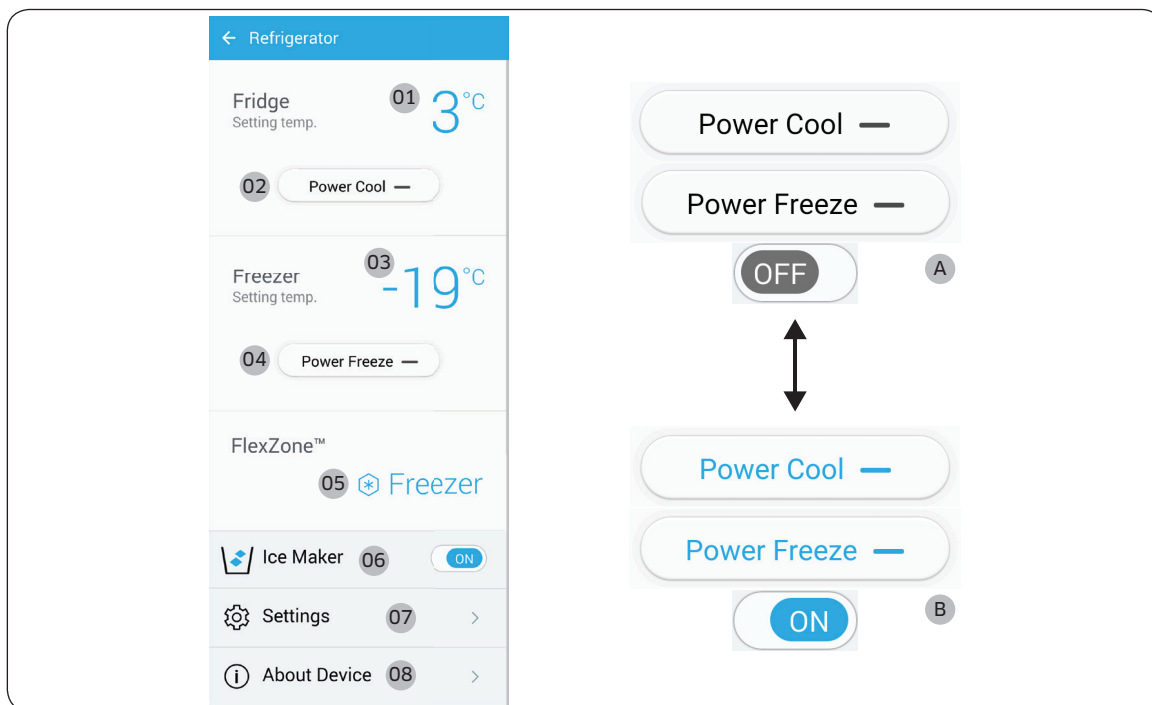 ← Refrigerator
Fridge
Setting temp.
01
3°C
02
Power Cool —
Freezer
Setting temp.
03
-19°C
04
Power Freeze —
FlexZone™
05
Freezer
Ice Maker
06
ON
Settings
07
>
About Device
08
>
Power Cool —
Power Freeze —
OFF
A
Power Cool —
Power Freeze —
ON
B